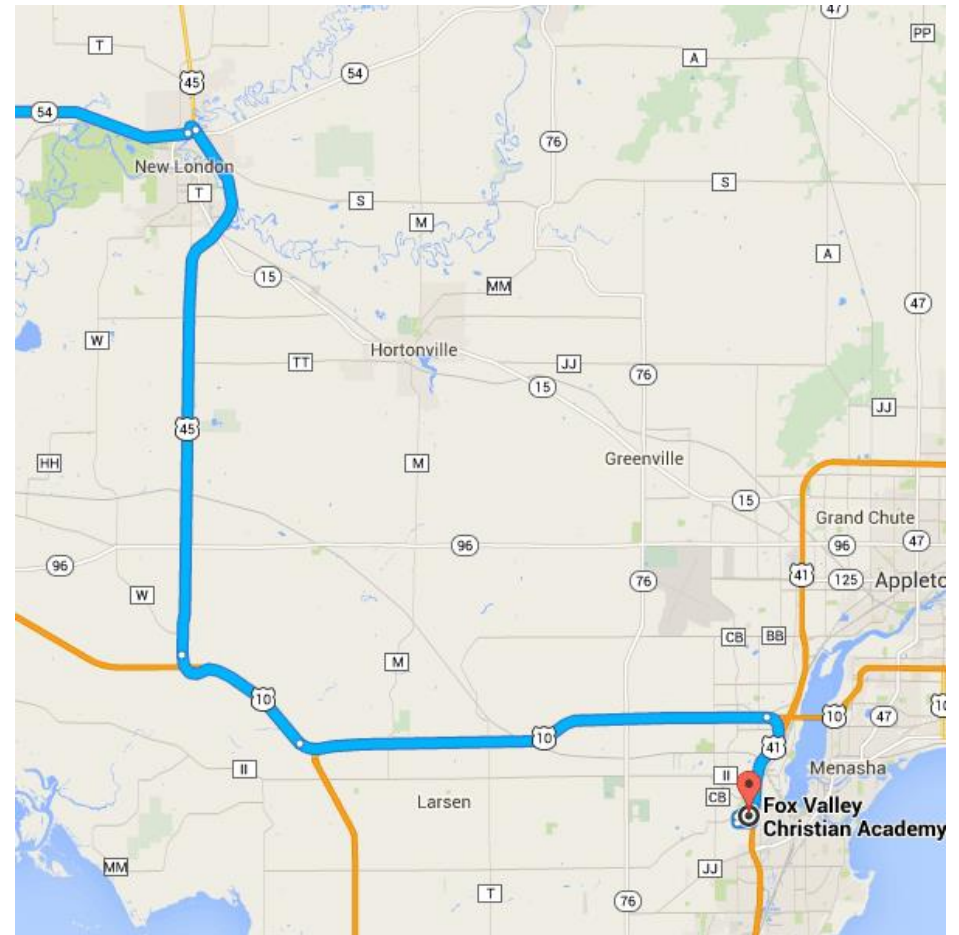 47
PP
T
45
54
A
54
76
New London
T
S
S
M
A
15
MM
47
W
Hortonville
TT
JJ
76
15
JJ
45
HH
M
Greenville
15
Grand Chute
96
96
47
96
41
125
Appleto
76
W
CB
BB
M
10
10
10
47
10
41
II
II
Menasha
CB
Larsen
Fox Valley
Christian Academy
MM
JJ
T
76